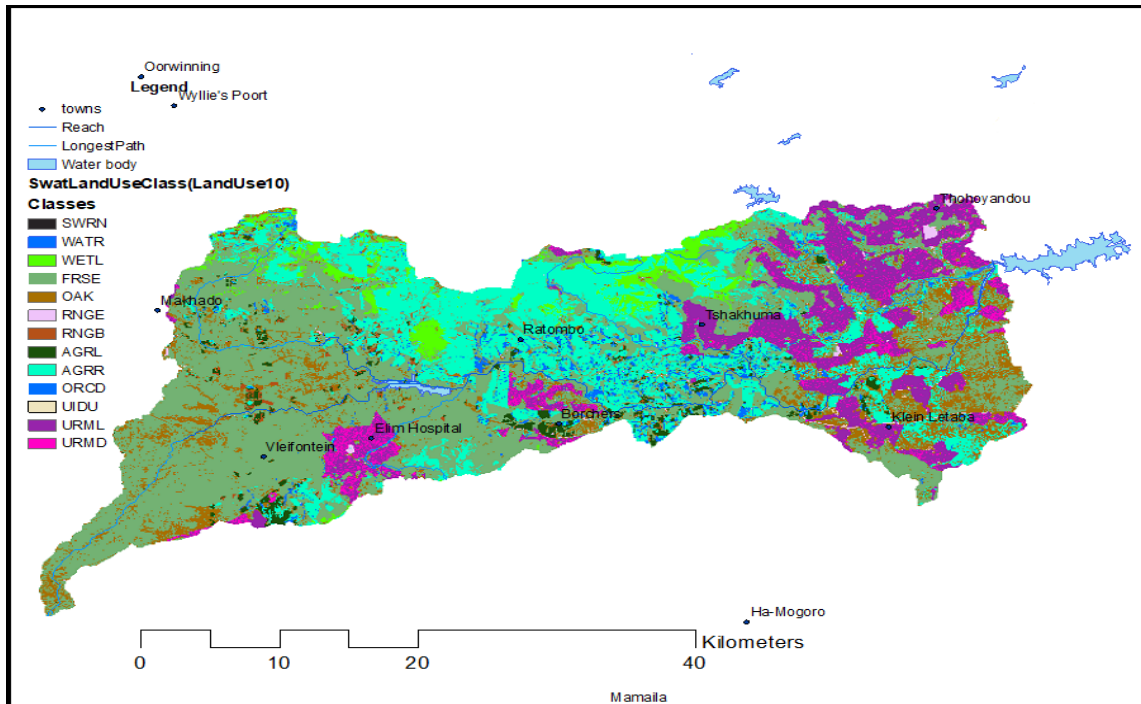 Oorwinning
Legend
Wyllie's Poort
towns
Reach
LongestPath
Water body
SwatLandUseClass(LandUse10)
Classes
SWRN
WATR
WETL
FRSE
OAK
RNGE
RNGB
AGRL
AGRR
ORCD
UIDU
URML
URMD
Thohoyandou
Makhado
Tshakhuma
Ratombo
Borchers
Klein Letaba
Elim Hospital
Vleifontein
Ha-Mogoro
Kilometers
0 10 20 40
Mamaila